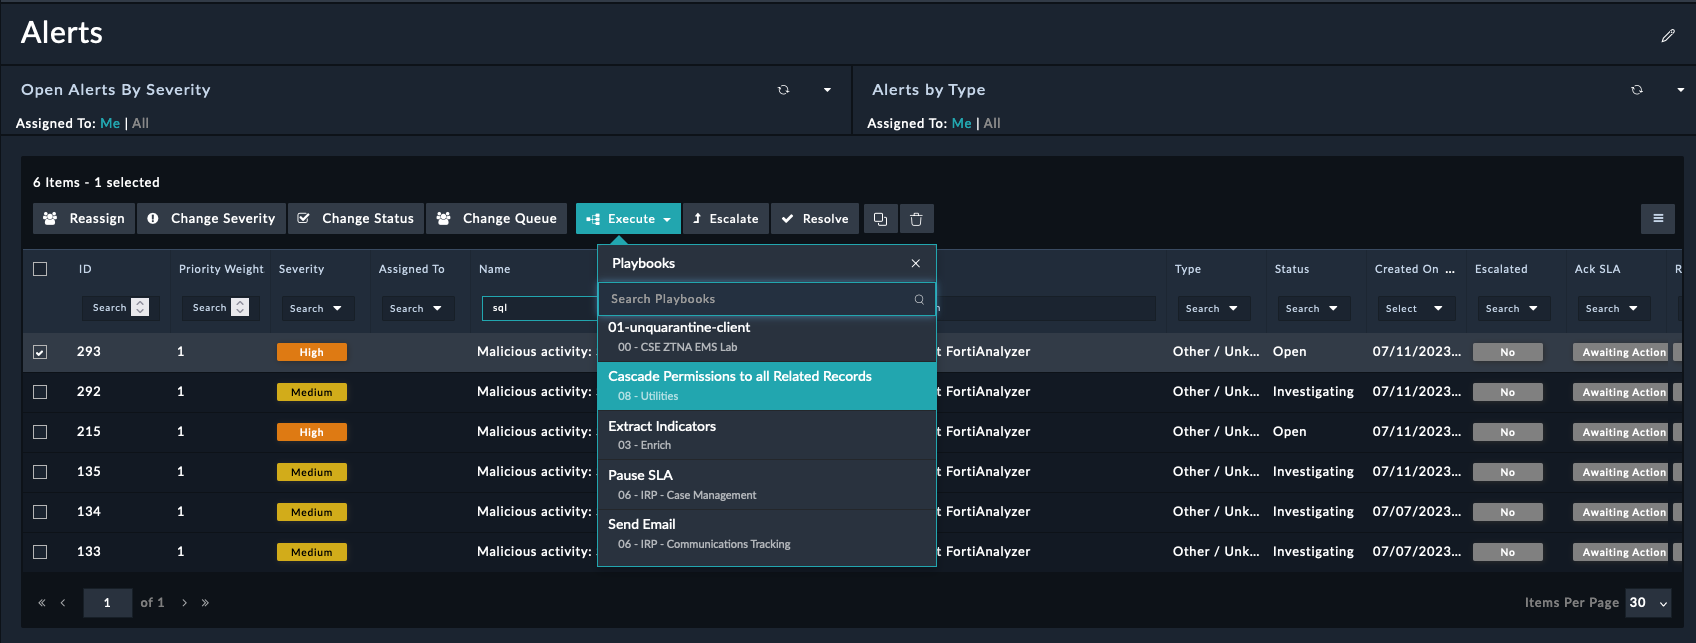 Alerts
Open Alerts By Severity
Assigned To: Me | All
Alerts by Type
Assigned To: Me | All
6 Items - 1 selected
Reassign Change Severity Change Status Change Queue Execute Escalate Resolve
ID Priority Weight Severity Assigned To Name Type Status Created On ... Escalated Ack SLA R
Search Search Search Search sql Search Search Select Search Search
293 1 High Malicious activity: t FortiAnalyzer Other / Unk... Open 07/11/2023... No Awaiting Action
292 1 Medium Malicious activity: FortiAnalyzer Other / Unk... Investigating 07/11/2023... No Awaiting Action
215 1 High Malicious activity: t FortiAnalyzer Other / Unk... Open 07/11/2023... No Awaiting Action
135 1 Medium Malicious activity: t FortiAnalyzer Other / Unk... Investigating 07/11/2023... No Awaiting Action
134 1 Medium Malicious activity: t FortiAnalyzer Other / Unk... Investigating 07/07/2023... No Awaiting Action
133 1 Medium Malicious activity: t FortiAnalyzer Other / Unk... Investigating 07/07/2023... No Awaiting Action
Playbooks
Search Playbooks
01-unquarantine-client
00 - CSE ZTNA EMS Lab
Cascade Permissions to all Related Records
08 - Utilities
Extract Indicators
03 - Enrich
Pause SLA
06 - IRP - Case Management
Send Email
06 - IRP - Communications Tracking
« ‹ 1 of 1 › »
Items Per Page 30